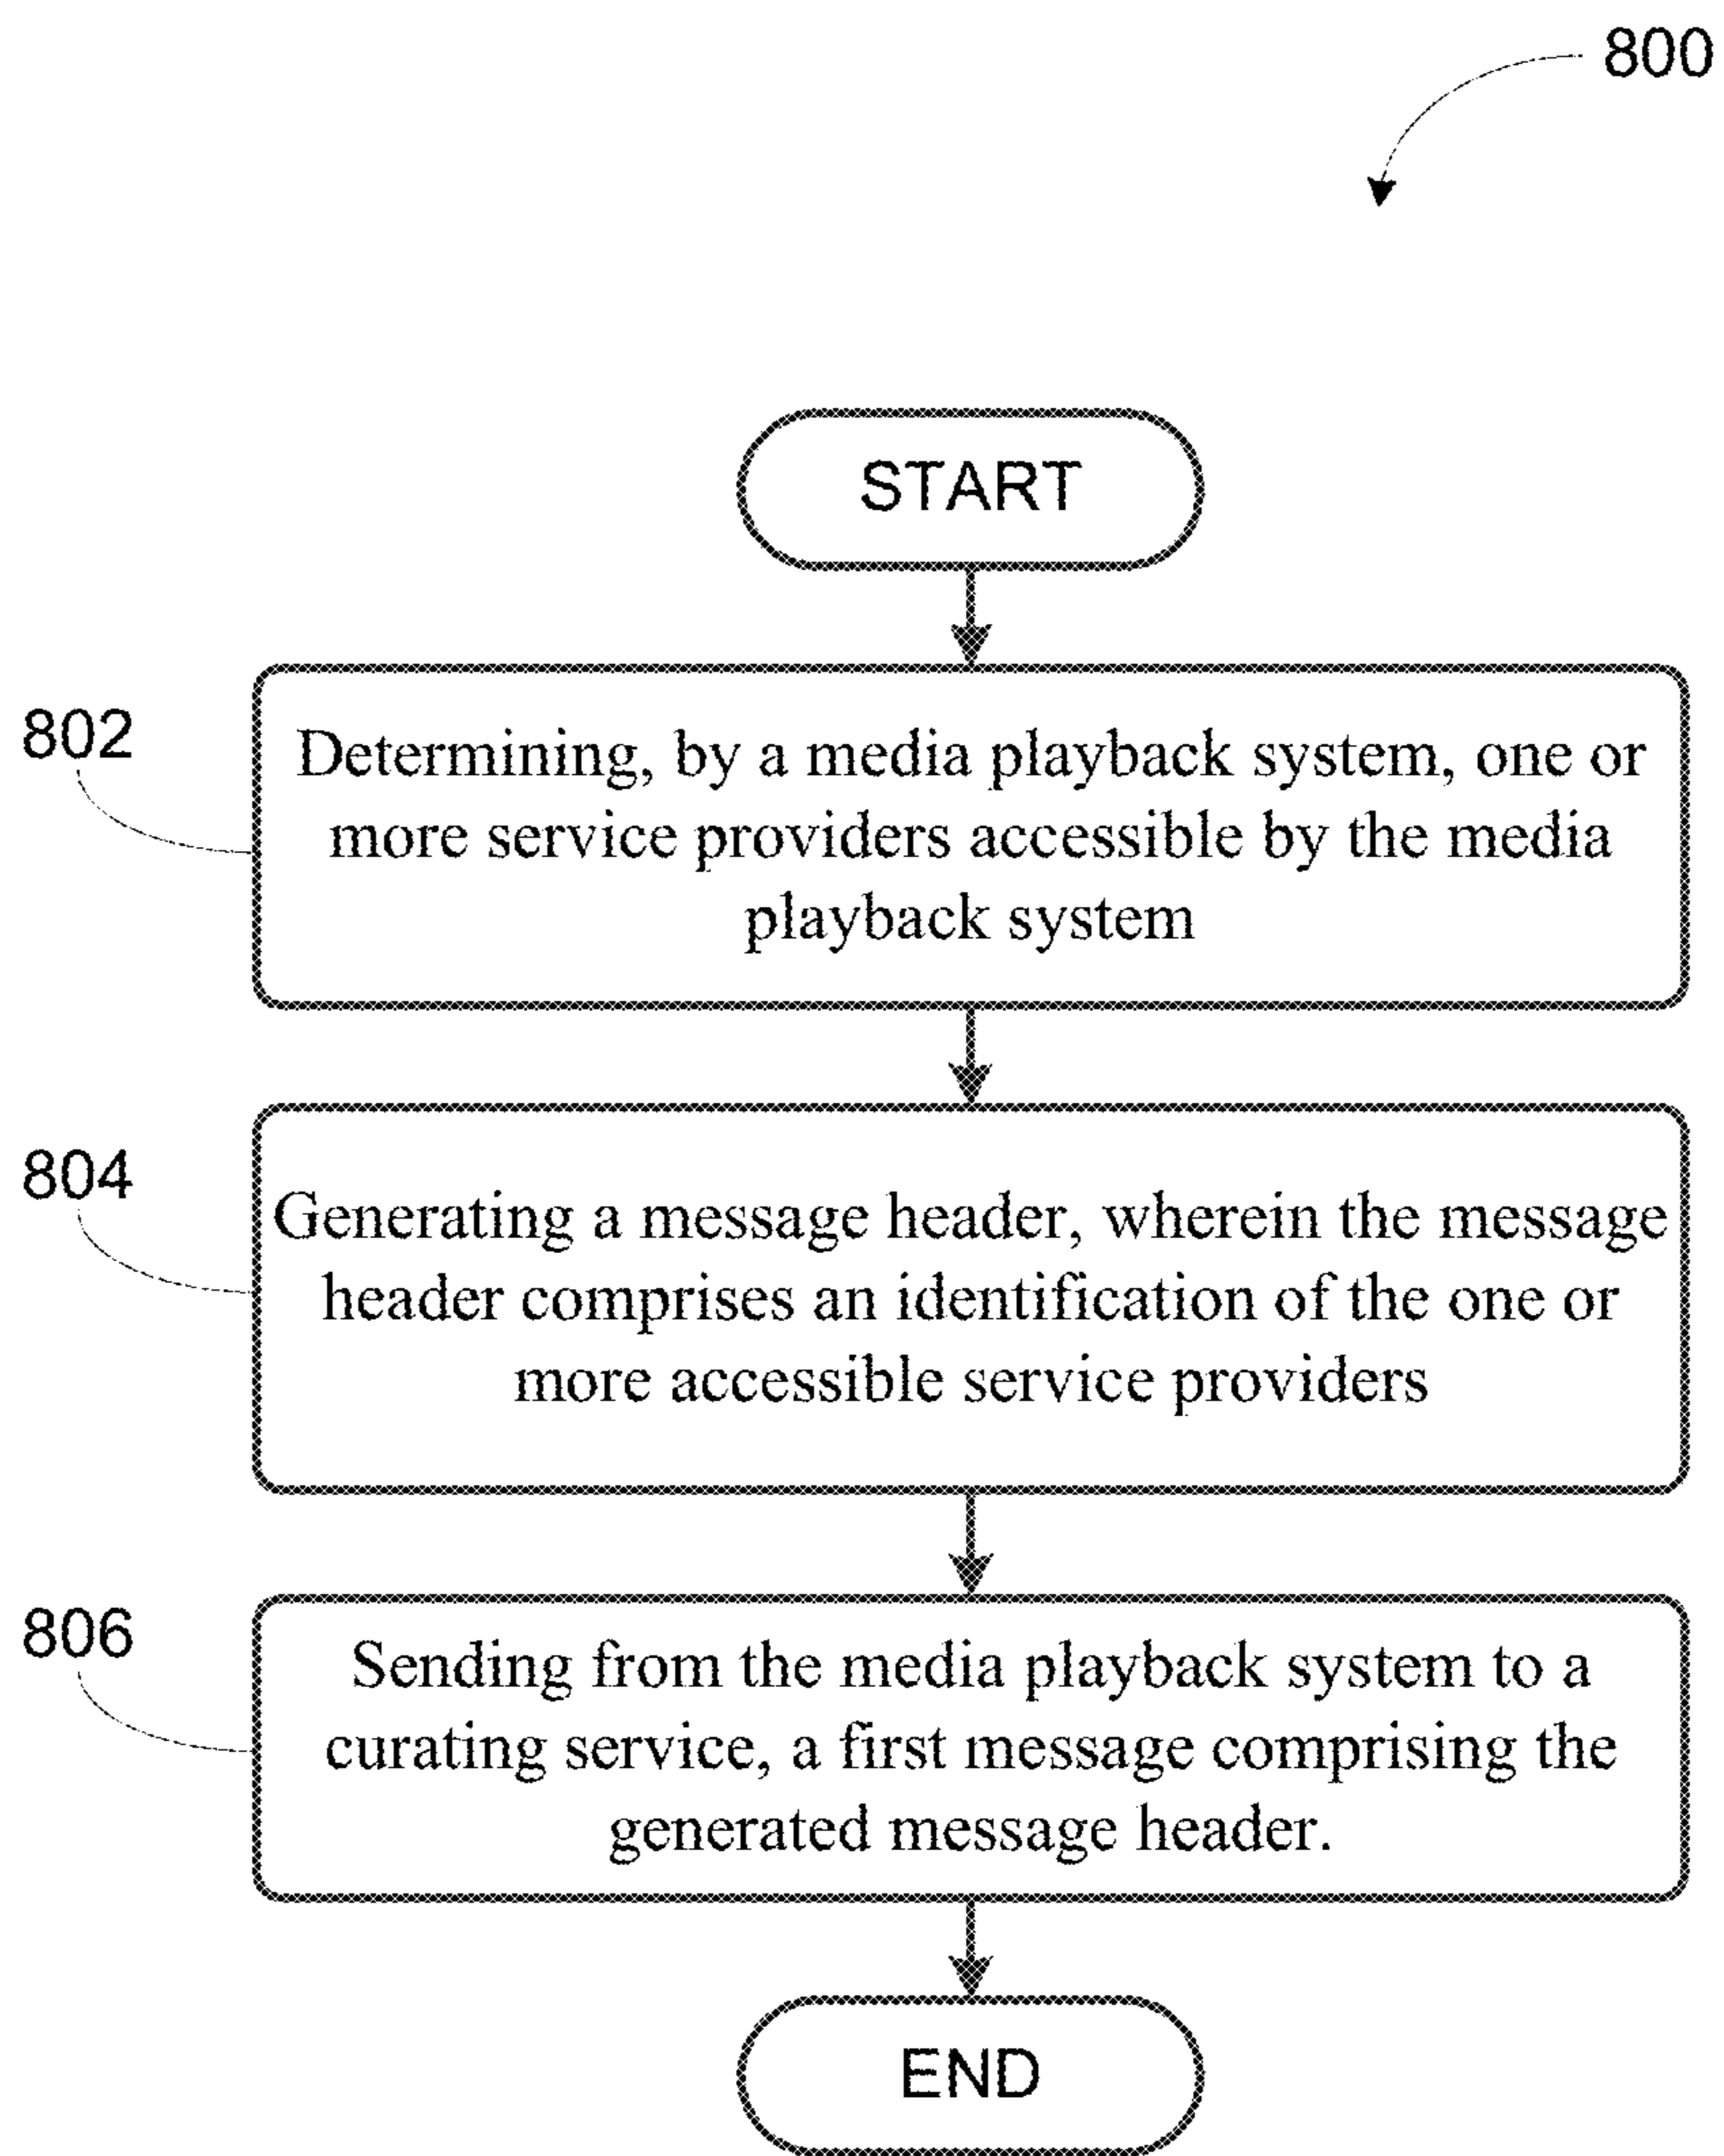 800
START
802
Determining, by a media playback system, one or
more service providers accessible by the media
playback system
804
Generating a message header, wherein the message
header comprises an identification of the one or
more accessible service providers
806
Sending from the media playback system to a
curating service, a first message comprising the
generated message header.
END